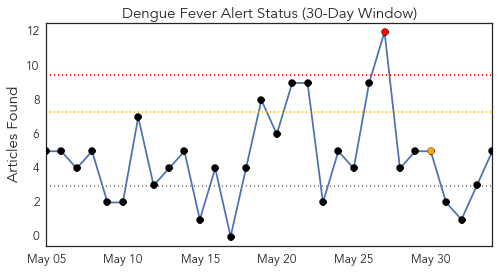 Dengue Fever Alert Status (30-Day Window)
Articles Found
12
10
8
6
4
2
0
May 05 May 10 May 15 May 20 May 25 May 30